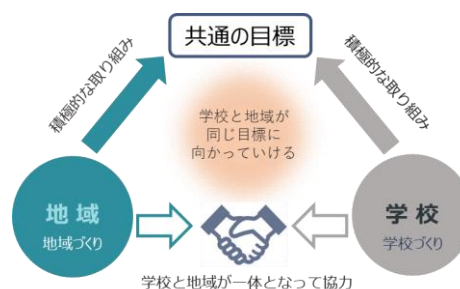 共通の目標
積極的な取り組み
積極的な取り組み
学校と地域が
同じ目標に
向かっていける
地域
地域づくり
学校
学校づくり
学校と地域が一体となって協力